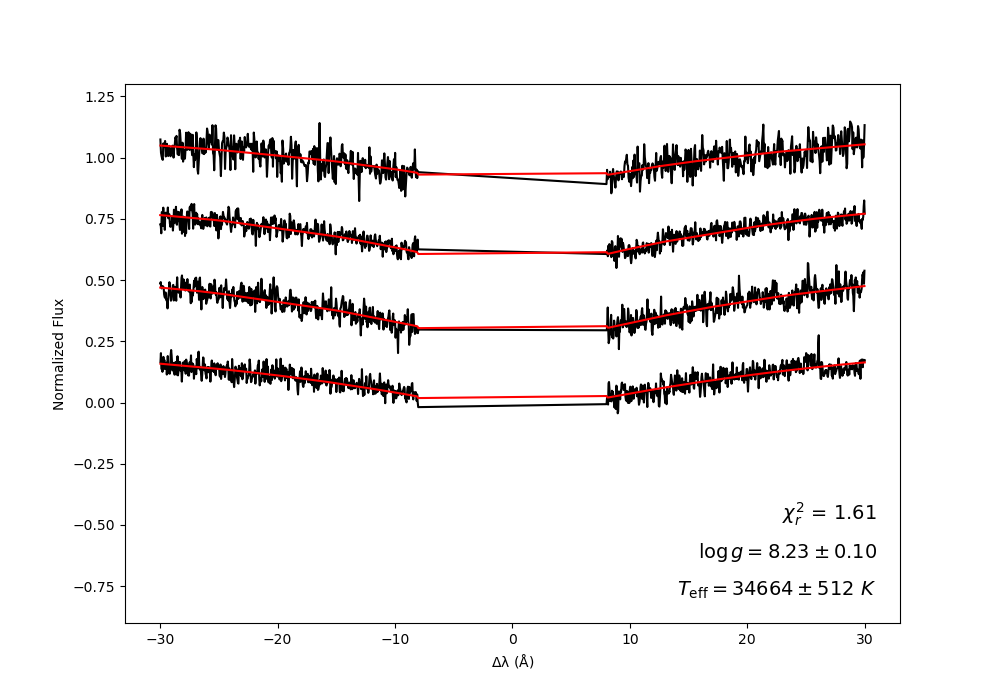 1.25
1.00
0.75
0.50
0.25
0.00
−0.25
−0.50
−0.75
Normalized Flux
χ²ᵣ = 1.61
log g = 8.23 ± 0.10
T_eff = 34664 ± 512 K
−30 −20 −10 0 10 20 30
Δλ (Å)